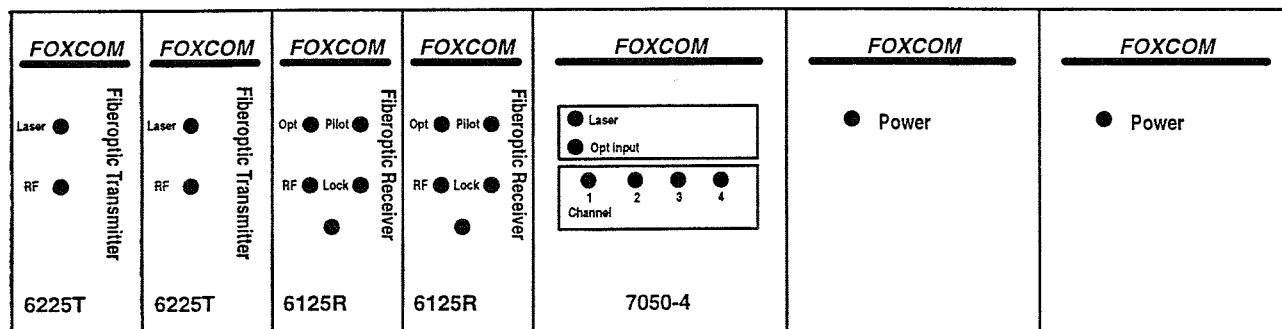 FOXCOM
Laser
RF
Fiberoptic Transmitter
6225T
FOXCOM
Laser
RF
Fiberoptic Transmitter
6225T
FOXCOM
Opt Pilot
RF Lock
Fiberoptic Receiver
6125R
FOXCOM
Opt Pilot
RF Lock
Fiberoptic Receiver
6125R
FOXCOM
Laser
Opt input
1 2 3 4
Channel
7050-4
FOXCOM
Power
FOXCOM
Power